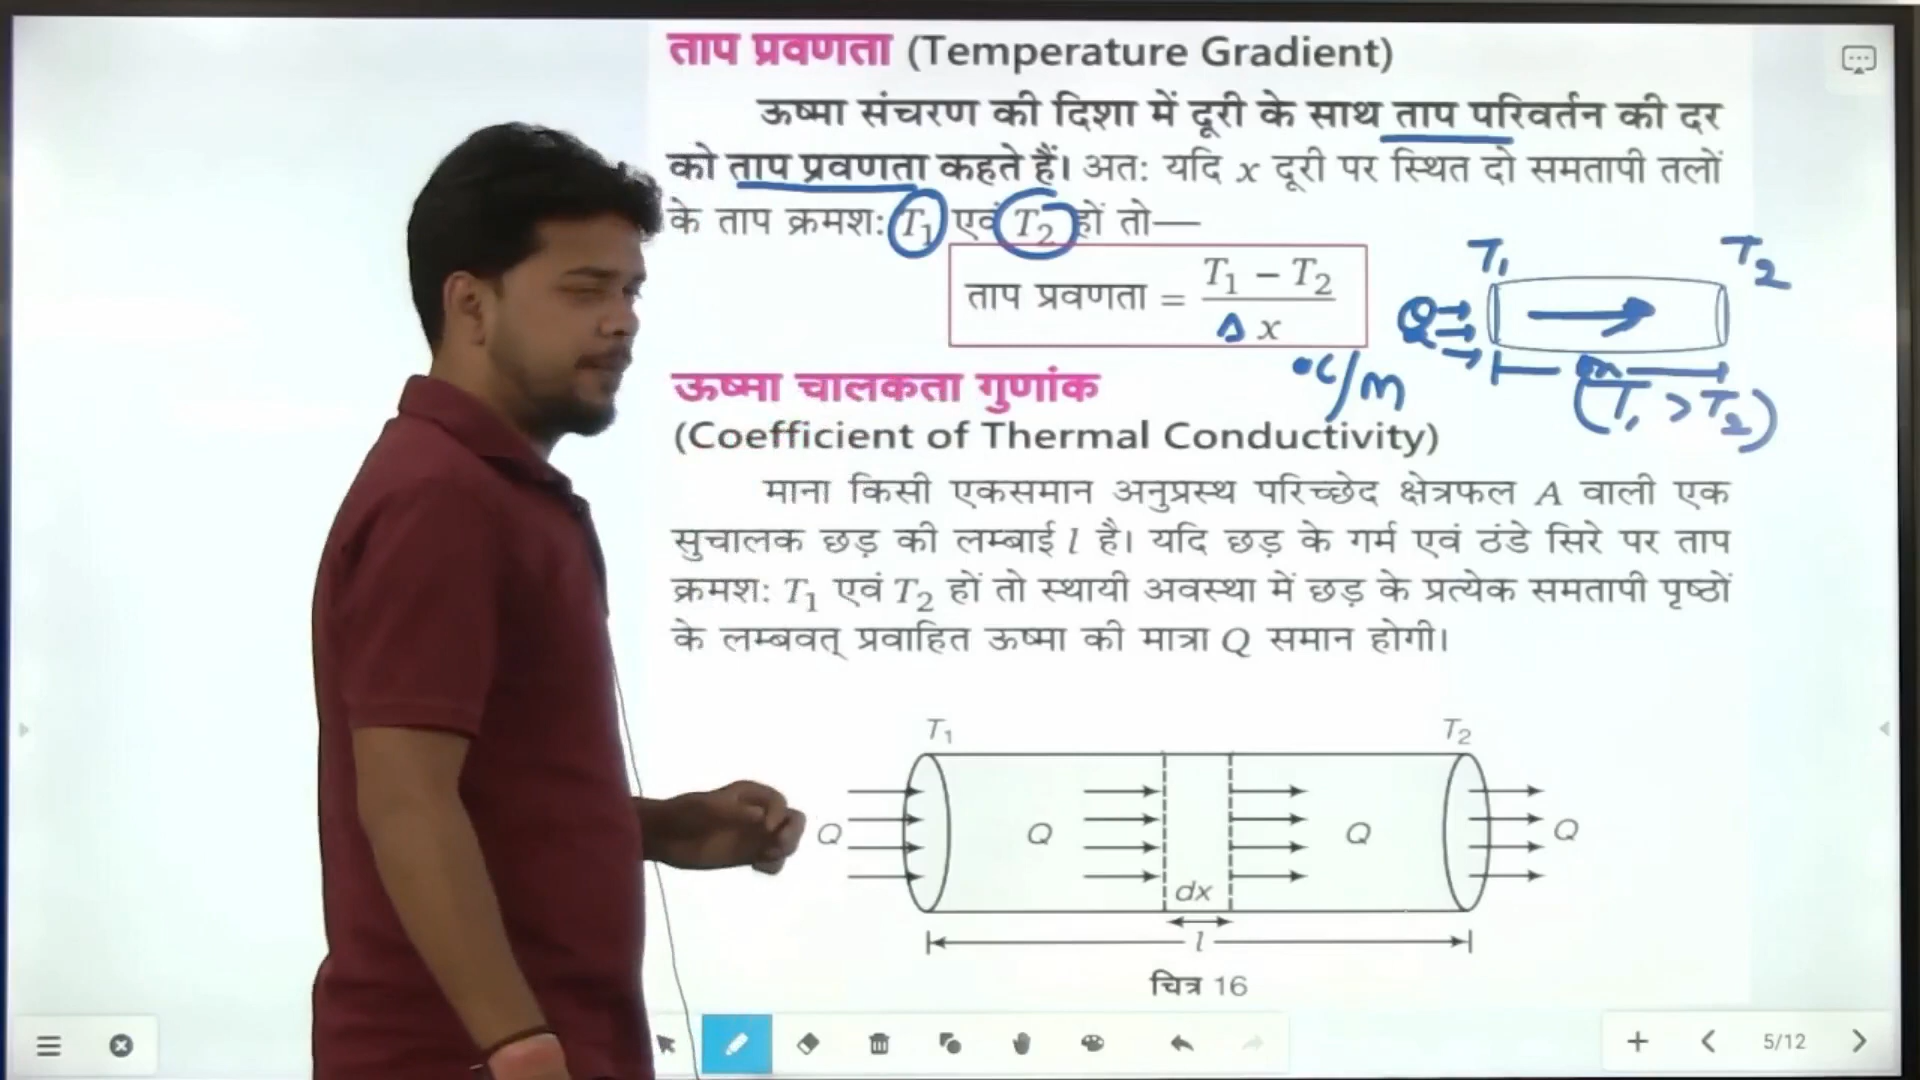 ताप प्रवणता (Temperature Gradient)
ऊष्मा संचरण की दिशा में दूरी के साथ ताप परिवर्तन की दर
को ताप प्रवणता कहते हैं। अतः यदि x दूरी पर स्थित दो समतापी तलों
के ताप क्रमशः T₁ एवं T₂ हों तो—
ताप प्रवणता = T₁ − T₂
Δ x
°C/m
T₁
T₂
Q
(T₁ > T₂)
ऊष्मा चालकता गुणांक
(Coefficient of Thermal Conductivity)
माना किसी एकसमान अनुप्रस्थ परिच्छेद क्षेत्रफल A वाली एक
सुचालक छड़ की लम्बाई l है। यदि छड़ के गर्म एवं ठंडे सिरे पर ताप
क्रमशः T₁ एवं T₂ हों तो स्थायी अवस्था में छड़ के प्रत्येक समतापी पृष्ठों
के लम्बवत् प्रवाहित ऊष्मा की मात्रा Q समान होगी।
T₁ T₂
Q Q Q Q
dx
l
चित्र 16
5/12